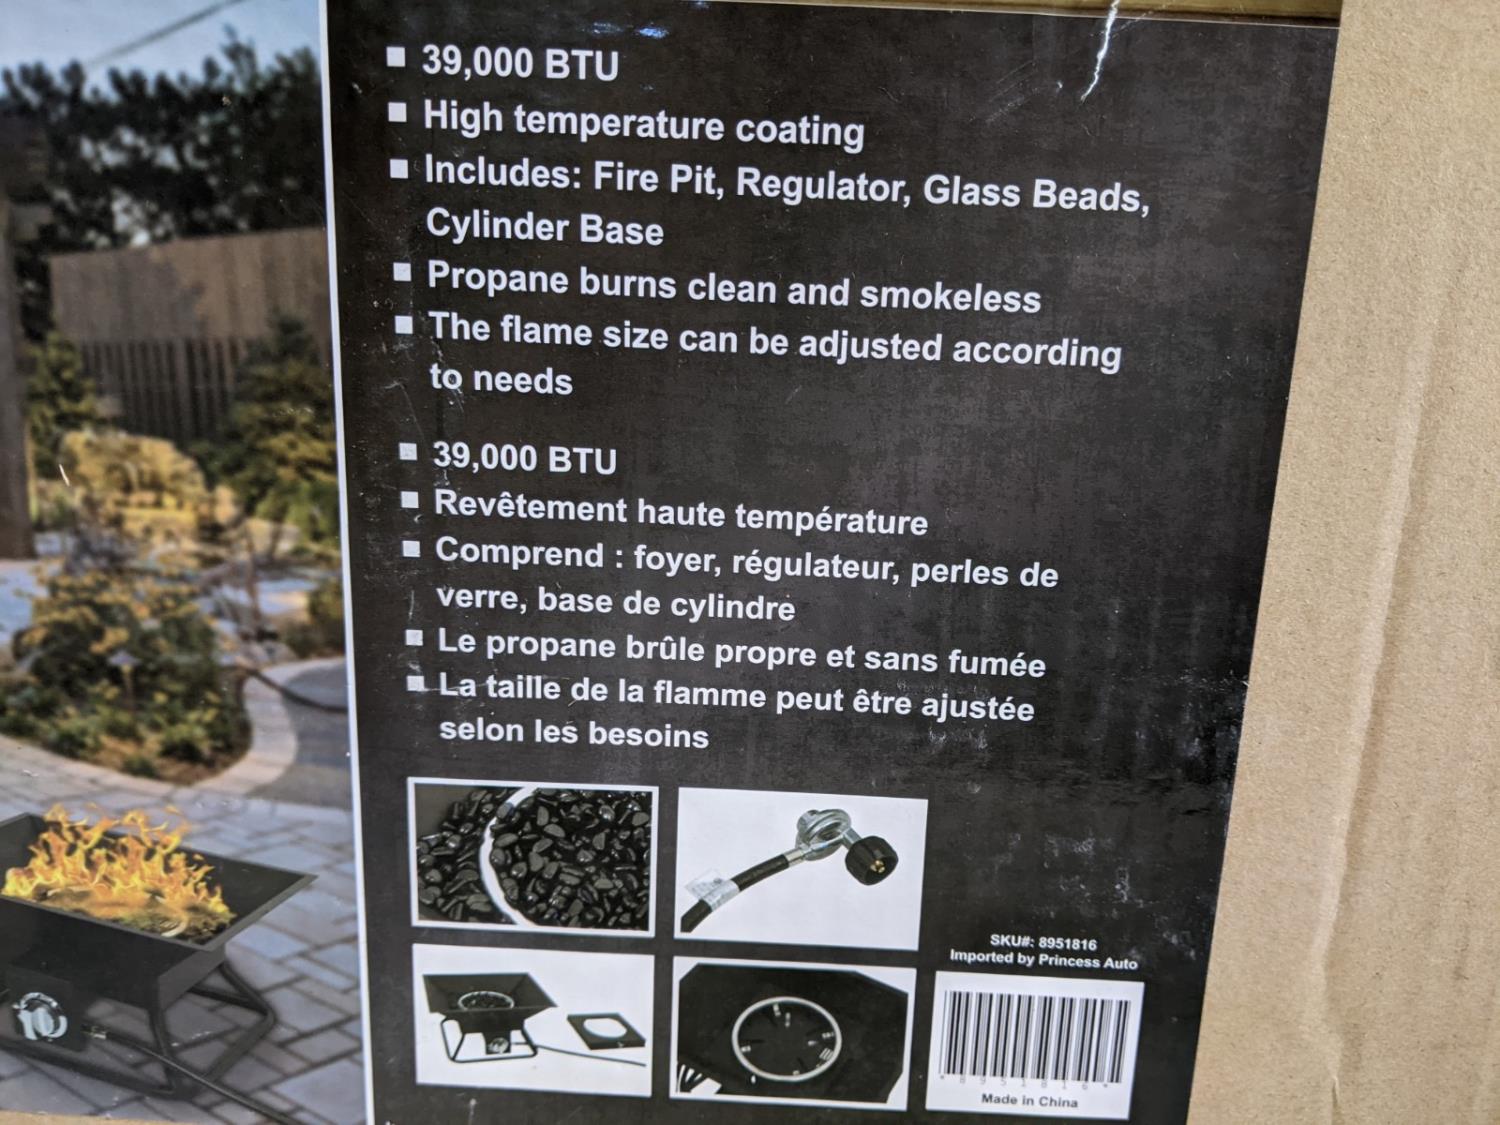 39,000 BTU
High temperature coating
Includes: Fire Pit, Regulator, Glass Beads,
Cylinder Base
Propane burns clean and smokeless
The flame size can be adjusted according
to needs
39,000 BTU
Revêtement haute température
Comprend : foyer, régulateur, perles de
verre, base de cylindre
Le propane brûle propre et sans fumée
La taille de la flamme peut être ajustée
selon les besoins
SKU#: 8951816
Imported by Princess Auto
*8951816*
Made in China